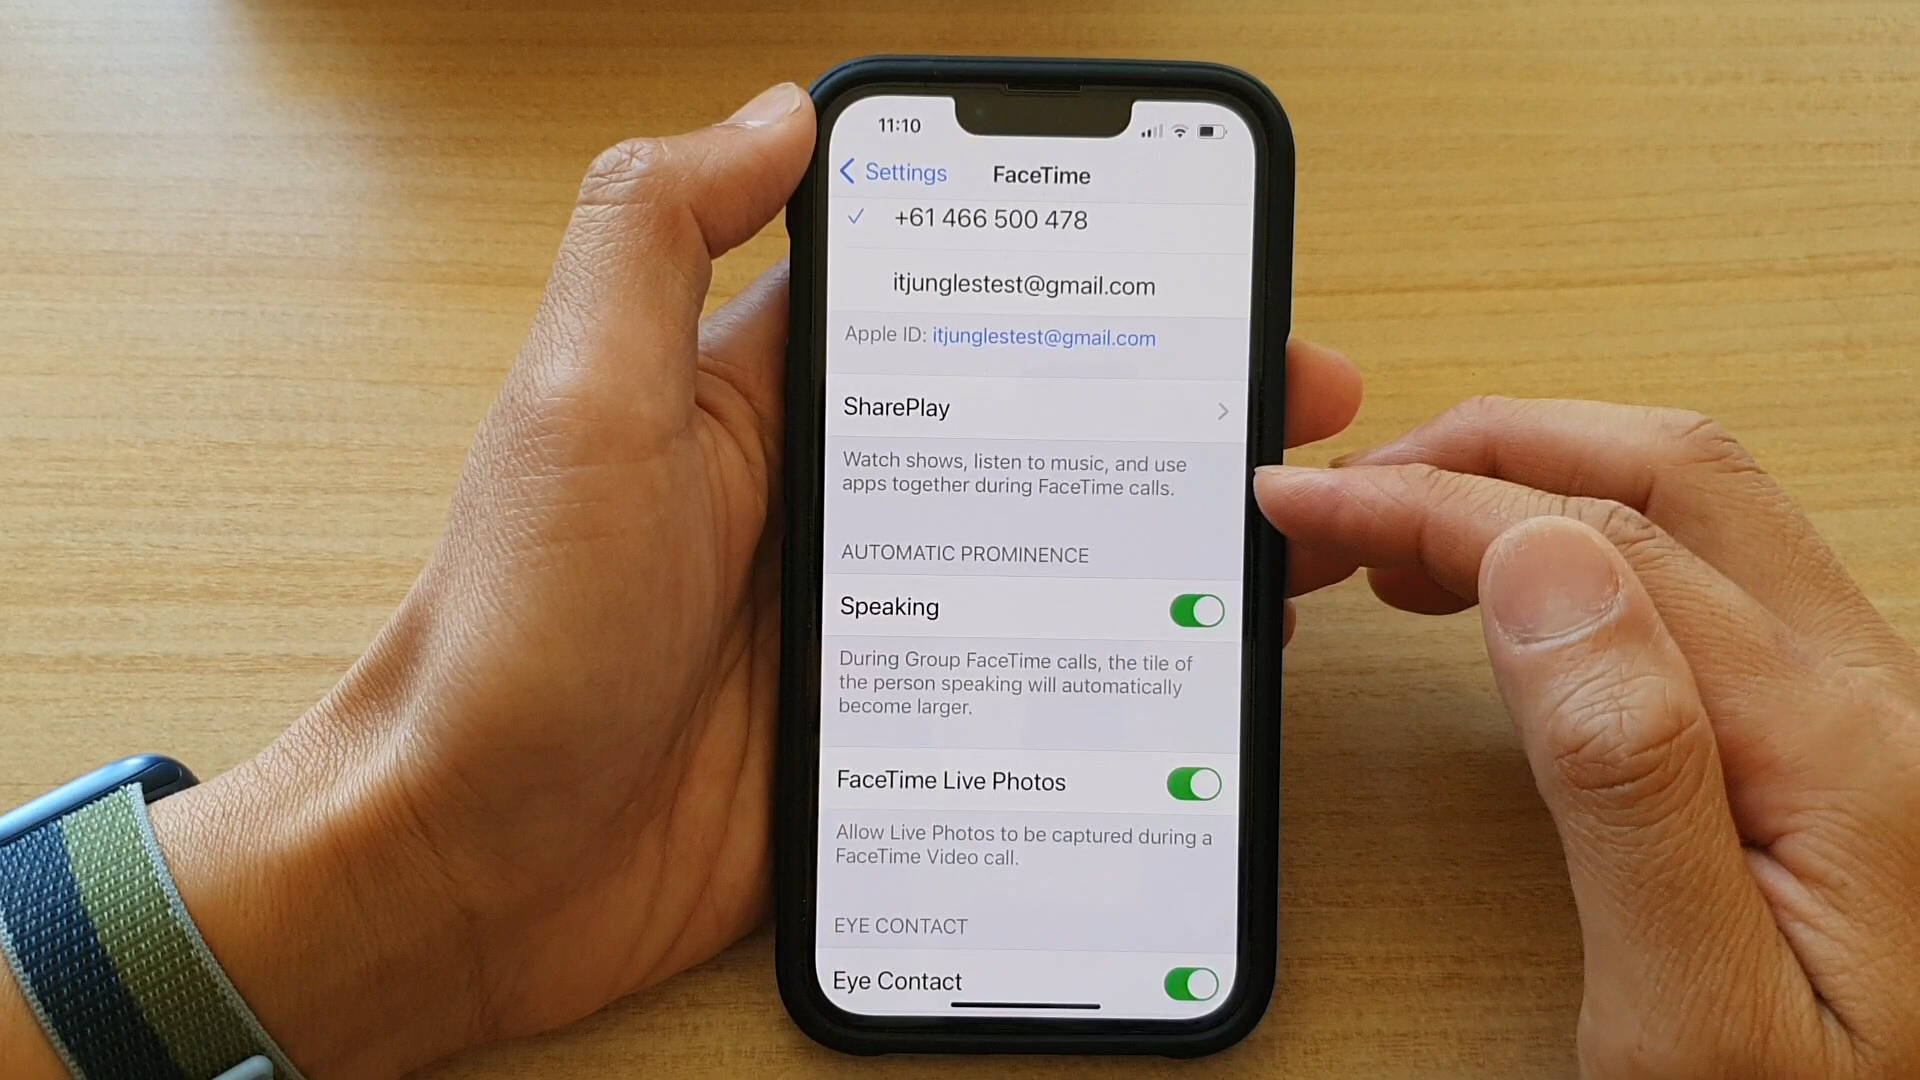 11:10
Settings
FaceTime
+61 466 500 478
itjunglestest@gmail.com
Apple ID: itjunglestest@gmail.com
SharePlay
Watch shows, listen to music, and use
apps together during FaceTime calls.
AUTOMATIC PROMINENCE
Speaking
During Group FaceTime calls, the tile of
the person speaking will automatically
become larger.
FaceTime Live Photos
Allow Live Photos to be captured during a
FaceTime Video call.
EYE CONTACT
Eye Contact